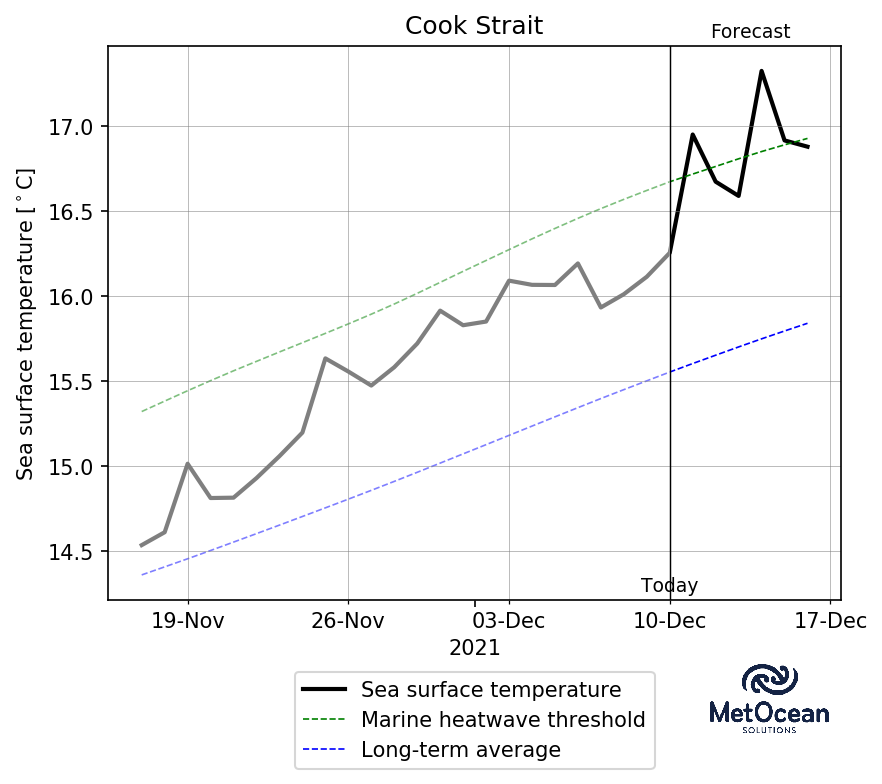 Cook Strait
Forecast
Sea surface temperature [°C]
17.0
16.5
16.0
15.5
15.0
14.5
Today
19-Nov
26-Nov
03-Dec
10-Dec
17-Dec
2021
Sea surface temperature
Marine heatwave threshold
Long-term average
MetOcean
SOLUTIONS